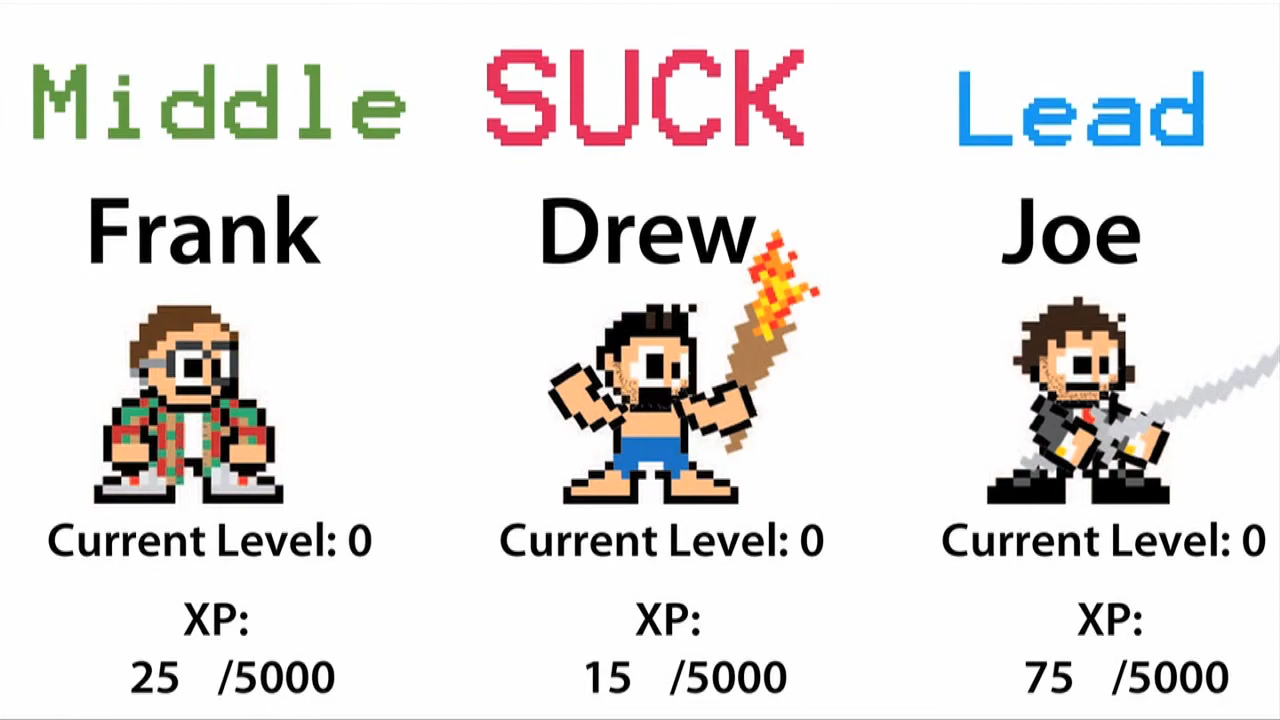 Middle SUCK Lead
Frank Drew Joe
Current Level: 0 Current Level: 0 Current Level: 0
XP: XP: XP:
25 /5000 15 /5000 75 /5000